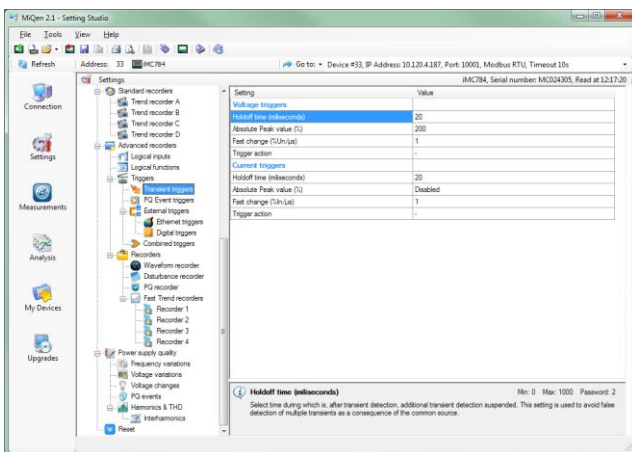 MiQen 2.1 - Setting Studio
File Tools View Help
Refresh Address: 33 iMC784 Go to: Device #33, IP Address: 10.120.4.187, Port: 10001, Modbus RTU, Timeout 10s
Settings iMC784, Serial number: MC024305, Read at 12:17:20
Connection
Settings
Measurements
Analysis
My Devices
Upgrades
Standard recorders
Trend recorder A
Trend recorder B
Trend recorder C
Trend recorder D
Advanced recorders
Logical inputs
Logical functions
Triggers
Transient triggers
PQ Event triggers
External triggers
Ethernet triggers
Digital triggers
Combined triggers
Recorders
Waveform recorder
Disturbance recorder
PQ recorder
Fast Trend recorders
Recorder 1
Recorder 2
Recorder 3
Recorder 4
Power supply quality
Frequency variations
Voltage variations
Voltage changes
PQ events
Harmonics & THD
Interharmonics
Reset
Setting Value
Voltage triggers
Holdoff time (miliseconds) 20
Absolute Peak value (%) 200
Fast change (%Un/µs) 1
Trigger action -
Current triggers
Holdoff time (miliseconds) 20
Absolute Peak value (%) Disabled
Fast change (%In/µs) 1
Trigger action -
Holdoff time (miliseconds) Min: 0 Max: 1000 Password: 2
Select time during which is, after transient detection, additional transient detection suspended. This setting is used to avoid false
detection of multiple transients as a consequence of the common source.